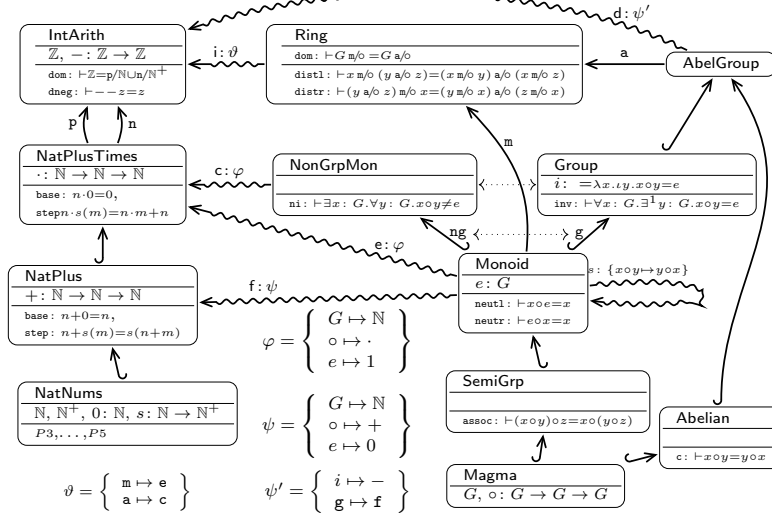 d: ψ′
IntArith
ℤ, −: ℤ → ℤ
dom: ⊢ℤ=p/ℕ∪n/ℕ⁺
dneg: ⊢−−z=z
i: ϑ
Ring
dom: ⊢G m/∘=G a/∘
distl: ⊢x m/∘ (y a/∘ z)=(x m/∘ y) a/∘ (x m/∘ z)
distr: ⊢(y a/∘ z) m/∘ x=(y m/∘ x) a/∘ (z m/∘ x)
a
AbelGroup
p
n
m
NatPlusTimes
·: ℕ → ℕ → ℕ
base: n·0=0,
stepn·s(m)=n·m+n
c: φ
NonGrpMon
ni: ⊢∃x: G.∀y: G.x∘y≠e
Group
i: =λx.ιy.x∘y=e
inv: ⊢∀x: G.∃¹y: G.x∘y=e
ng
g
e: φ
NatPlus
+: ℕ → ℕ → ℕ
base: n+0=n,
step: n+s(m)=s(n+m)
f: ψ
Monoid
e: G
neutl: ⊢x∘e=x
neutr: ⊢e∘x=x
s: {x∘y↦y∘x}
φ = { G ↦ ℕ
∘ ↦ ·
e ↦ 1 }
NatNums
ℕ, ℕ⁺, 0: ℕ, s: ℕ → ℕ⁺
P3,...,P5
ψ = { G ↦ ℕ
∘ ↦ +
e ↦ 0 }
SemiGrp
assoc: ⊢(x∘y)∘z=x∘(y∘z)
Abelian
c: ⊢x∘y=y∘x
ϑ = { m ↦ e
a ↦ c }
ψ′ = { i ↦ −
g ↦ f }
Magma
G, ∘: G → G → G